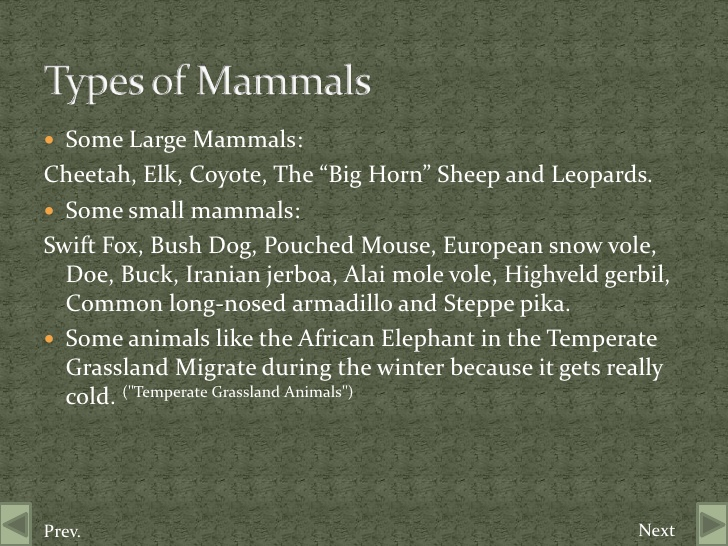 Types of Mammals
• Some Large Mammals:
Cheetah, Elk, Coyote, The “Big Horn” Sheep and Leopards.
• Some small mammals:
Swift Fox, Bush Dog, Pouched Mouse, European snow vole,
Doe, Buck, Iranian jerboa, Alai mole vole, Highveld gerbil,
Common long-nosed armadillo and Steppe pika.
• Some animals like the African Elephant in the Temperate
Grassland Migrate during the winter because it gets really
cold. ("Temperate Grassland Animals")
Prev.
Next